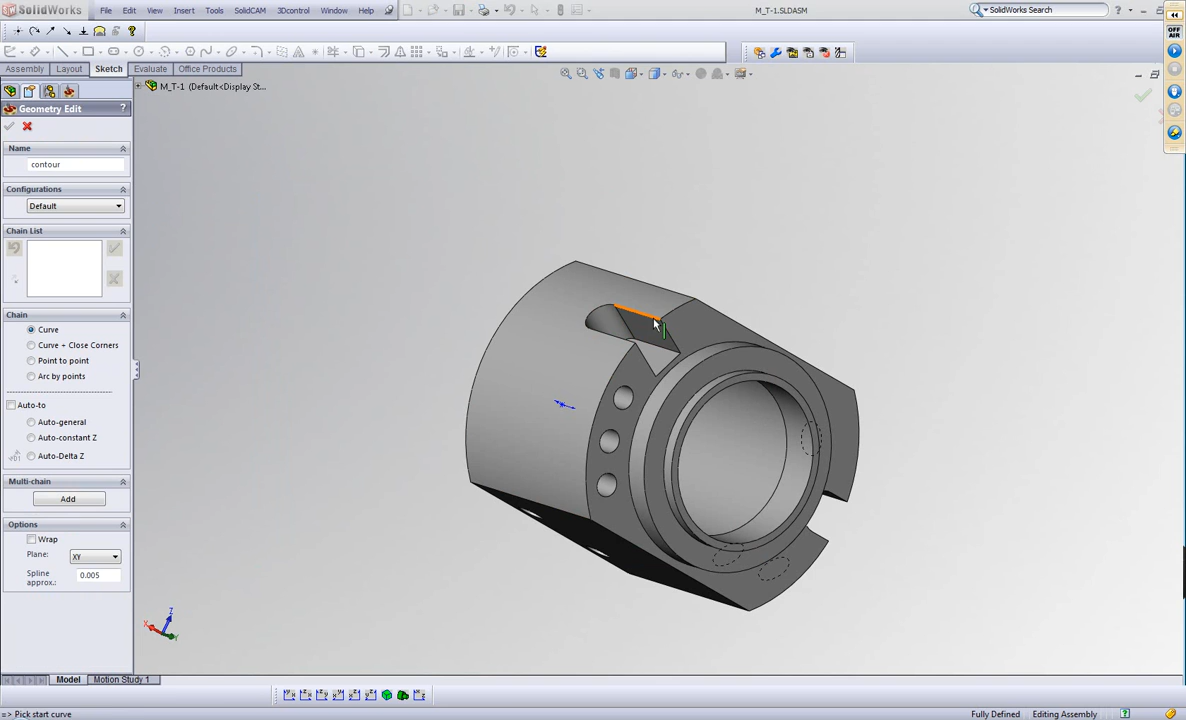 SolidWorks
File Edit View Insert Tools SolidCAM 3Dcontrol Window Help
M_T-1.SLDASM
SolidWorks Search
OFF AIR
Assembly Layout Sketch Evaluate Office Products
M_T-1 (Default<Display St...
Geometry Edit ?
Name
contour
Configurations
Default
Chain List
Chain
Curve
Curve + Close Corners
Point to point
Arc by points
Auto-to
Auto-general
Auto-constant Z
Auto-Delta Z
Multi-chain
Add
Options
Wrap
Plane: XY
Spline approx.: 0.005
Z
X
Y
Model Motion Study 1
=> Pick start curve
Fully Defined Editing Assembly